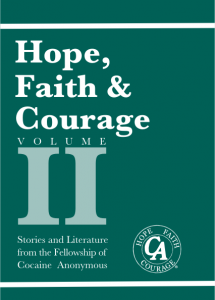 Hope,
Faith &
Courage
VOLUME
II
Stories and Literature
from the Fellowship of
Cocaine Anonymous
HOPE FAITH
CA
COURAGE
®